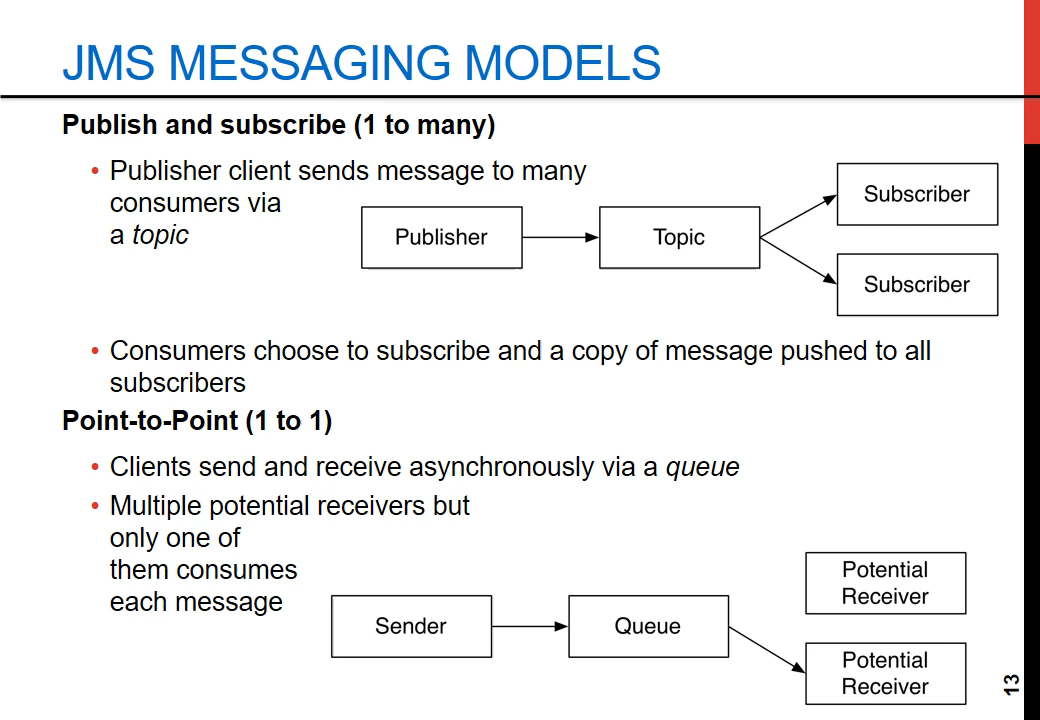 JMS MESSAGING MODELS
Publish and subscribe (1 to many)
• Publisher client sends message to many
consumers via
a topic
Publisher
Topic
Subscriber
Subscriber
• Consumers choose to subscribe and a copy of message pushed to all
subscribers
Point-to-Point (1 to 1)
• Clients send and receive asynchronously via a queue
• Multiple potential receivers but
only one of
them consumes
each message
Sender
Queue
Potential
Receiver
Potential
Receiver
13